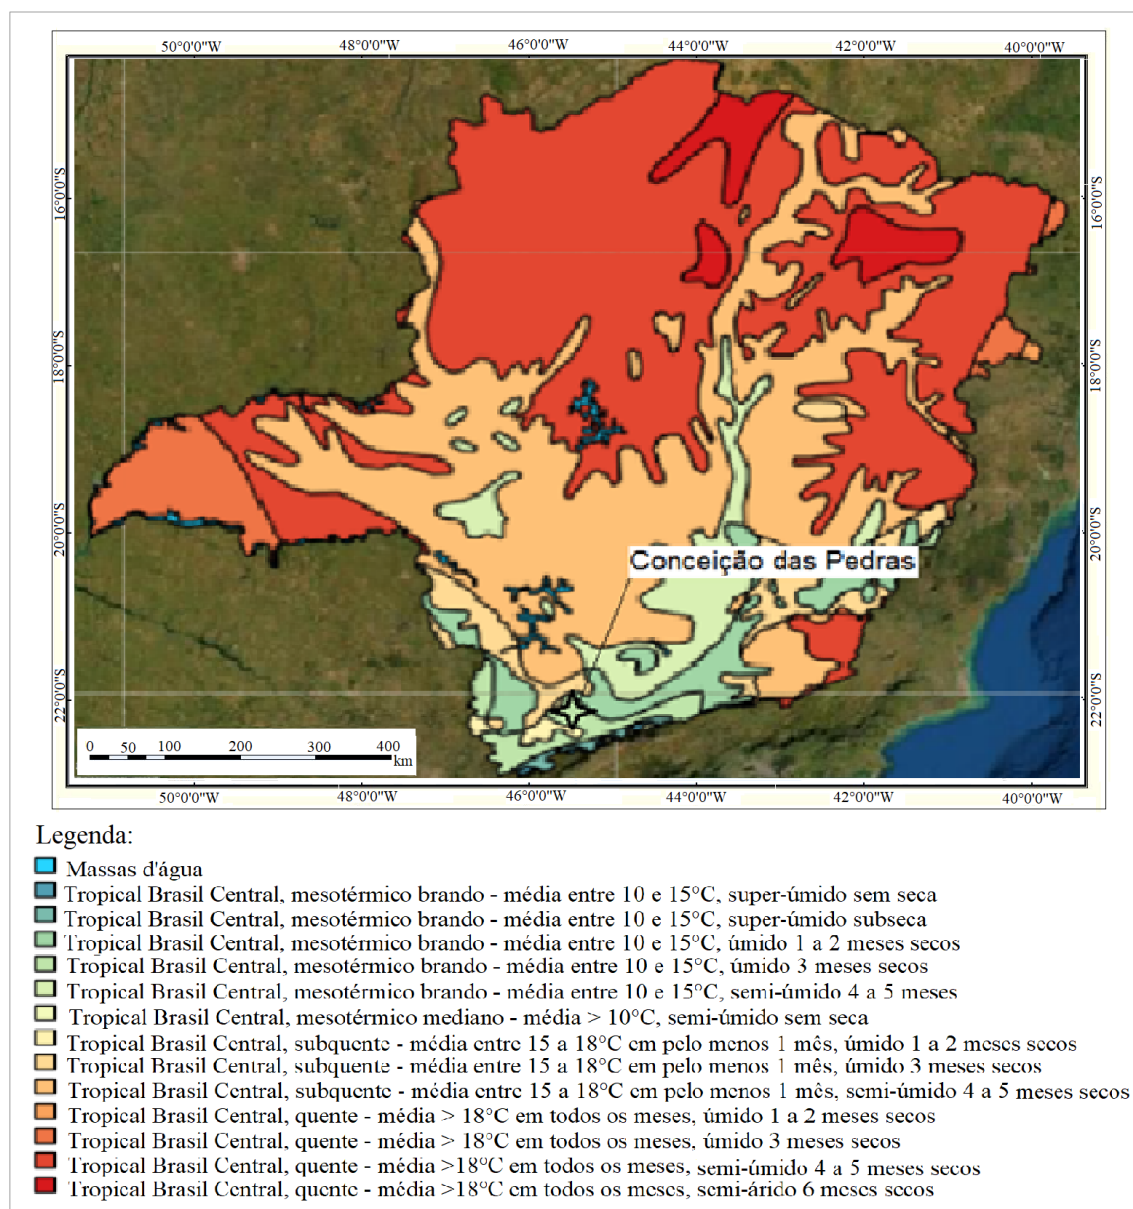 50°0'0"W 48°0'0"W 46°0'0"W 44°0'0"W 42°0'0"W 40°0'0"W
16°0'0"S 16°0'0"S
18°0'0"S 18°0'0"S
20°0'0"S 20°0'0"S
Conceição das Pedras
22°0'0"S 22°0'0"S
0 50 100 200 300 400
km
50°0'0"W 48°0'0"W 46°0'0"W 44°0'0"W 42°0'0"W 40°0'0"W
Legenda:
Massas d'água
Tropical Brasil Central, mesotérmico brando - média entre 10 e 15°C, super-úmido sem seca
Tropical Brasil Central, mesotérmico brando - média entre 10 e 15°C, super-úmido subseca
Tropical Brasil Central, mesotérmico brando - média entre 10 e 15°C, úmido 1 a 2 meses secos
Tropical Brasil Central, mesotérmico brando - média entre 10 e 15°C, úmido 3 meses secos
Tropical Brasil Central, mesotérmico brando - média entre 10 e 15°C, semi-úmido 4 a 5 meses
Tropical Brasil Central, mesotérmico mediano - média > 10°C, semi-úmido sem seca
Tropical Brasil Central, subquente - média entre 15 a 18°C em pelo menos 1 mês, úmido 1 a 2 meses secos
Tropical Brasil Central, subquente - média entre 15 a 18°C em pelo menos 1 mês, úmido 3 meses secos
Tropical Brasil Central, subquente - média entre 15 a 18°C em pelo menos 1 mês, semi-úmido 4 a 5 meses secos
Tropical Brasil Central, quente - média > 18°C em todos os meses, úmido 1 a 2 meses secos
Tropical Brasil Central, quente - média > 18°C em todos os meses, úmido 3 meses secos
Tropical Brasil Central, quente - média >18°C em todos os meses, semi-úmido 4 a 5 meses secos
Tropical Brasil Central, quente - média >18°C em todos os meses, semi-árido 6 meses secos